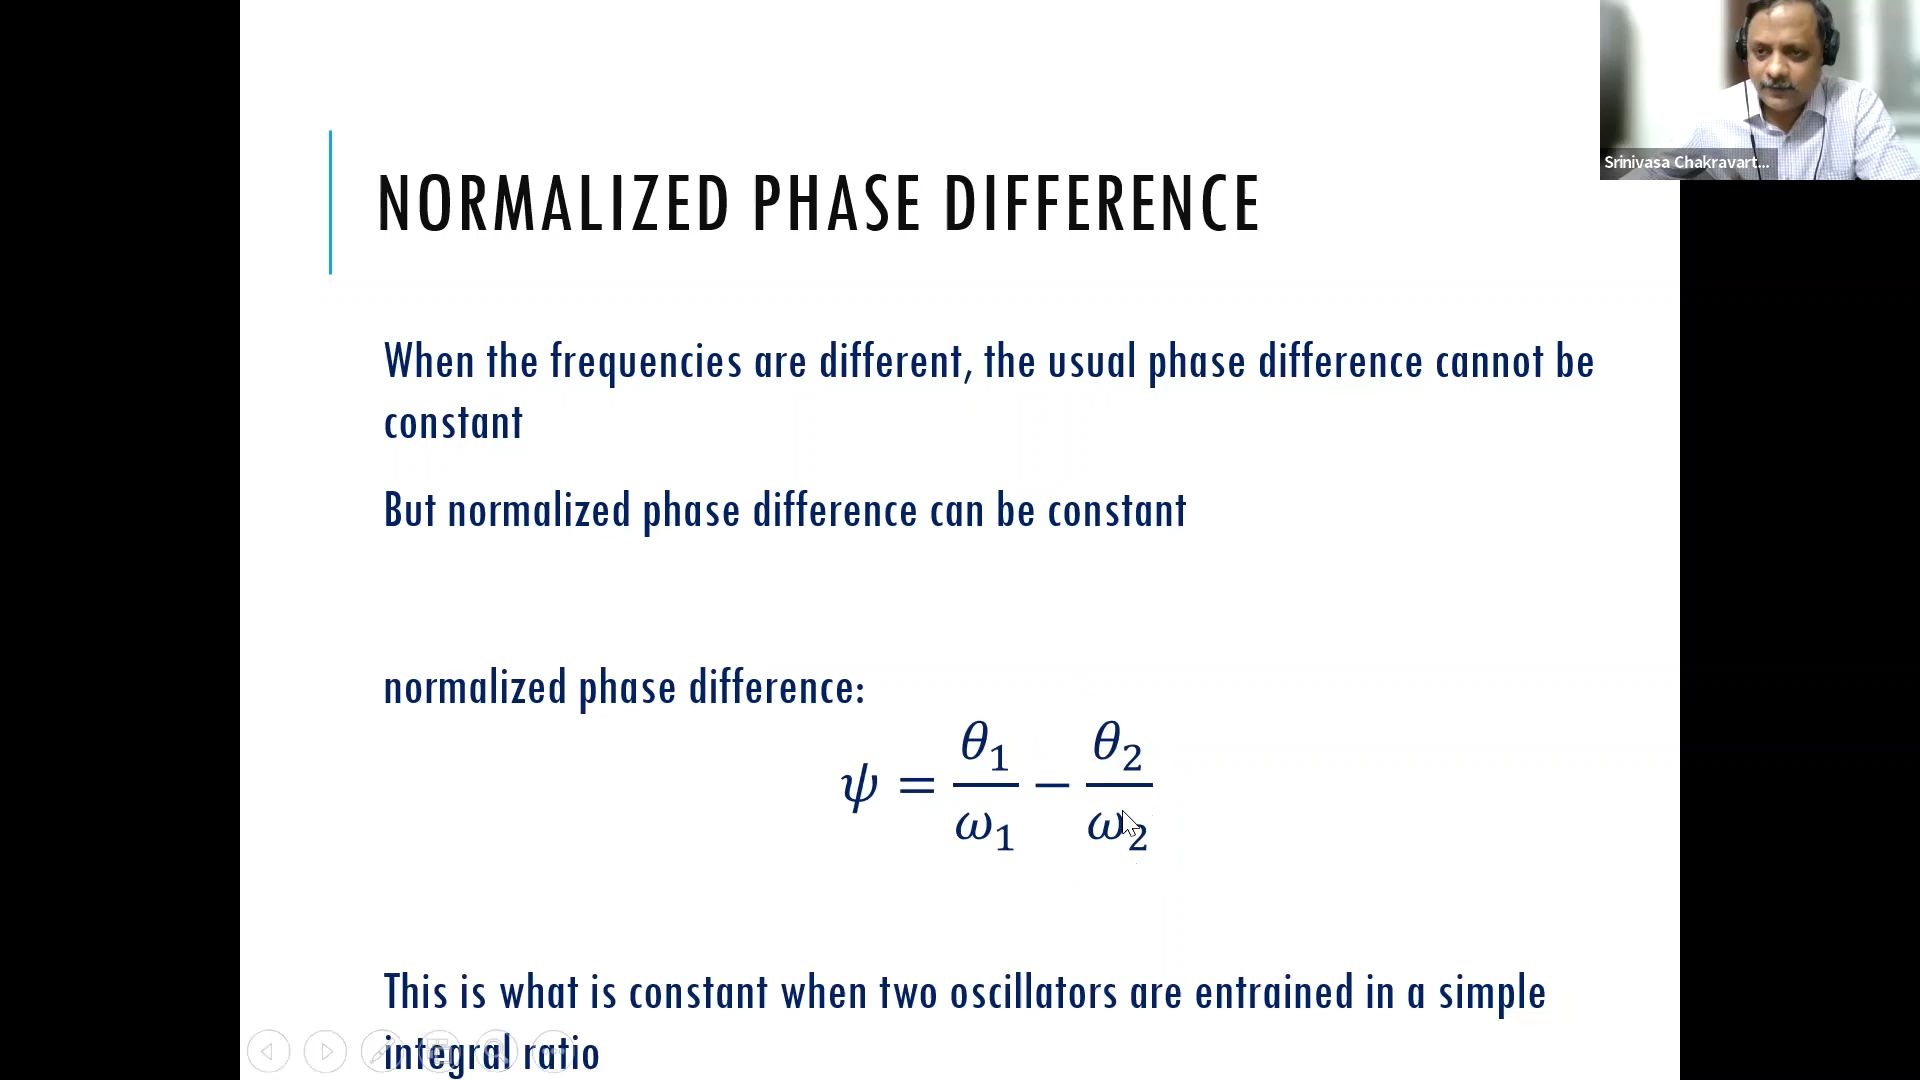 Srinivasa Chakravart...
NORMALIZED PHASE DIFFERENCE
When the frequencies are different, the usual phase difference cannot be
constant
But normalized phase difference can be constant
normalized phase difference:
ψ = θ₁/ω₁ − θ₂/ω₂
This is what is constant when two oscillators are entrained in a simple
integral ratio